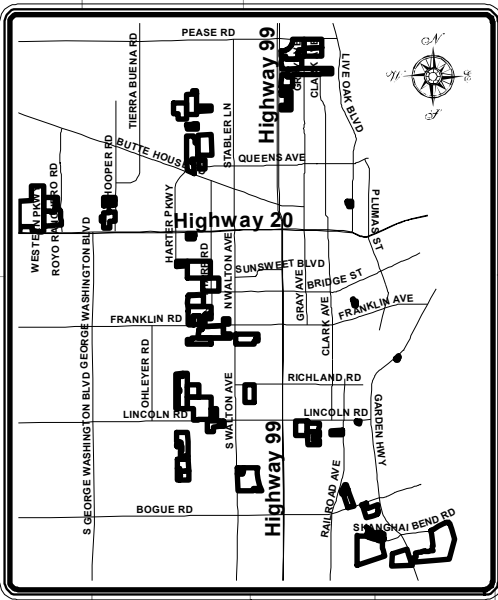 PEASE RD
Highway 99
TIERRA BUENA RD
LIVE OAK BLVD
CLARK
N
S
STABLER LN
HOOPER RD
BUTTE HOUSE
QUEENS AVE
WESTERN PKWY
ROYO RANCHERO RD
HARTER PKWY
PLUMAS ST
Highway 20
GEORGE WASHINGTON BLVD
N WALTON AVE
SUNSWEET BLVD
BRIDGE ST
GRAY AVE
FRANKLIN AVE
FRANKLIN RD
CLARK AVE
OHLEYER RD
RICHLAND RD
S GEORGE WASHINGTON BLVD
S WALTON AVE
LINCOLN RD
LINCOLN RD
GARDEN HWY
Highway 99
RAILROAD AVE
BOGUE RD
SHANGHAI BEND RD